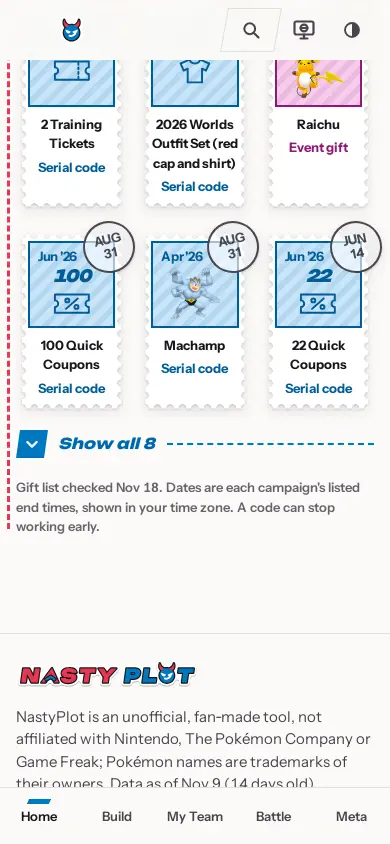 2 Training
Tickets
Serial code
2026 Worlds
Outfit Set (red
cap and shirt)
Serial code
Raichu
Event gift
Jun '26
AUG
31
100
100 Quick
Coupons
Serial code
Apr '26
AUG
31
Machamp
Serial code
Jun '26
JUN
14
22
22 Quick
Coupons
Serial code
Show all 8
Gift list checked Nov 18. Dates are each campaign's listed
end times, shown in your time zone. A code can stop
working early.
NASTY PLOT
NastyPlot is an unofficial, fan-made tool, not
affiliated with Nintendo, The Pokémon Company or
Game Freak; Pokémon names are trademarks of
their owners. Data as of Nov 9 (14 days old)
Home
Build
My Team
Battle
Meta